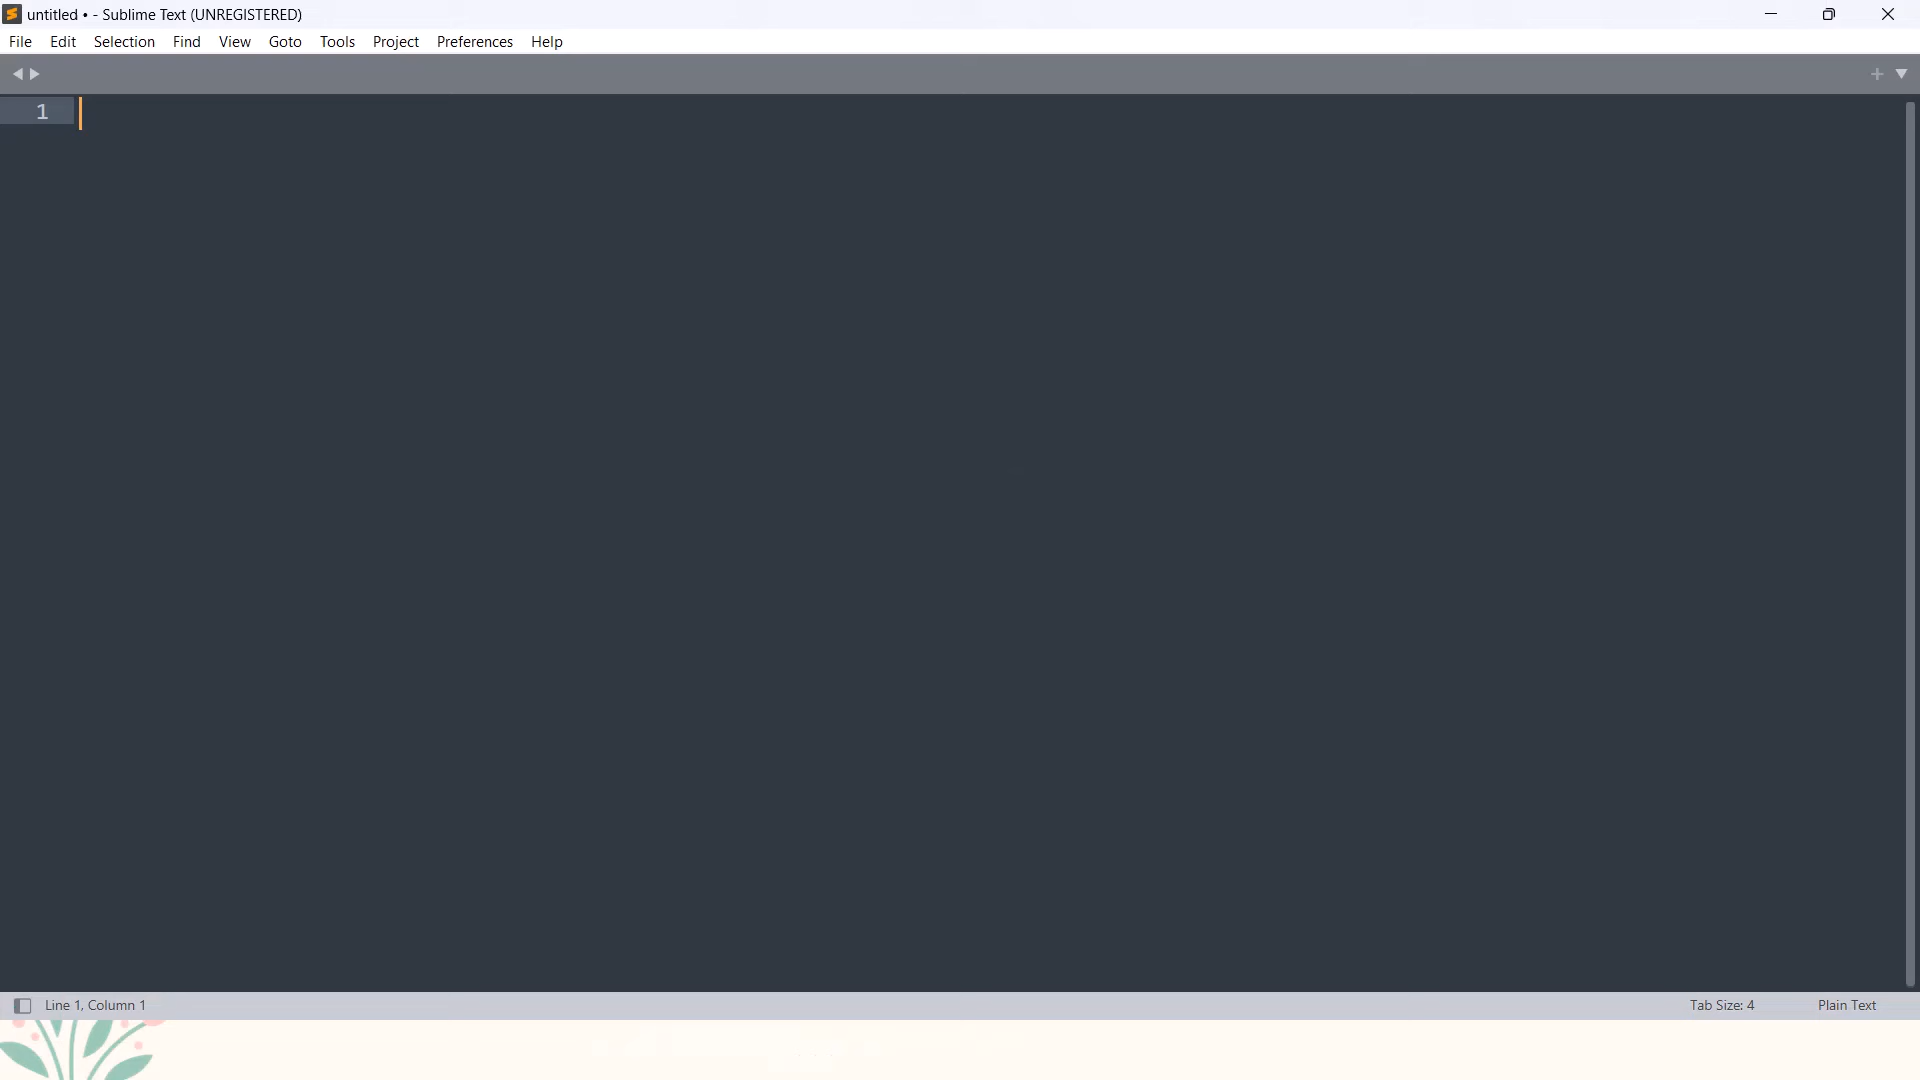 untitled • - Sublime Text (UNREGISTERED)
File Edit Selection Find View Goto Tools Project Preferences Help
1
Line 1, Column 1 Tab Size: 4 Plain Text